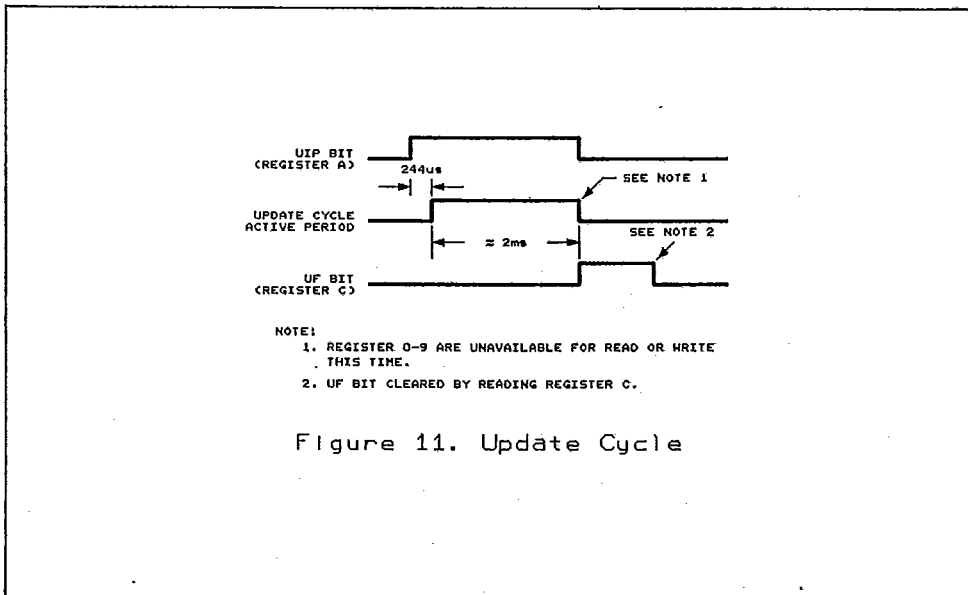 UIP BIT
(REGISTER A)
244us
SEE NOTE 1
UPDATE CYCLE
ACTIVE PERIOD
SEE NOTE 2
≈ 2ms
UF BIT
(REGISTER C)
NOTE:
1. REGISTER 0-9 ARE UNAVAILABLE FOR READ OR WRITE
THIS TIME.
2. UF BIT CLEARED BY READING REGISTER C.
Figure 11. Update Cycle